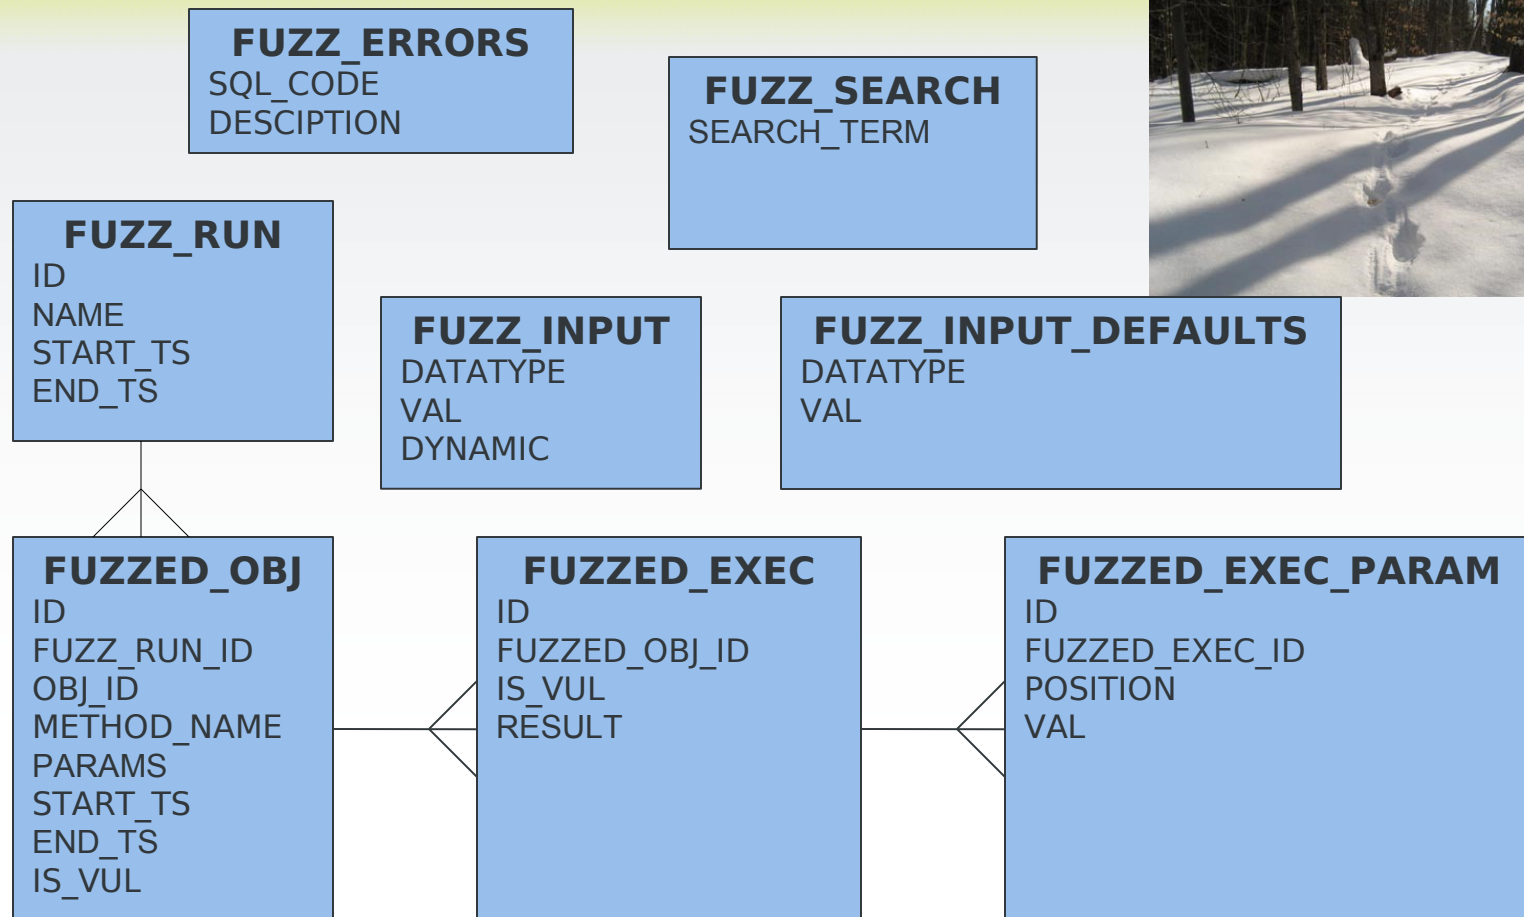 FUZZ_ERRORS
SQL_CODE
DESCIPTION
FUZZ_SEARCH
SEARCH_TERM
FUZZ_RUN
ID
NAME
START_TS
END_TS
FUZZ_INPUT
DATATYPE
VAL
DYNAMIC
FUZZ_INPUT_DEFAULTS
DATATYPE
VAL
FUZZED_OBJ
ID
FUZZ_RUN_ID
OBJ_ID
METHOD_NAME
PARAMS
START_TS
END_TS
IS_VUL
FUZZED_EXEC
ID
FUZZED_OBJ_ID
IS_VUL
RESULT
FUZZED_EXEC_PARAM
ID
FUZZED_EXEC_ID
POSITION
VAL